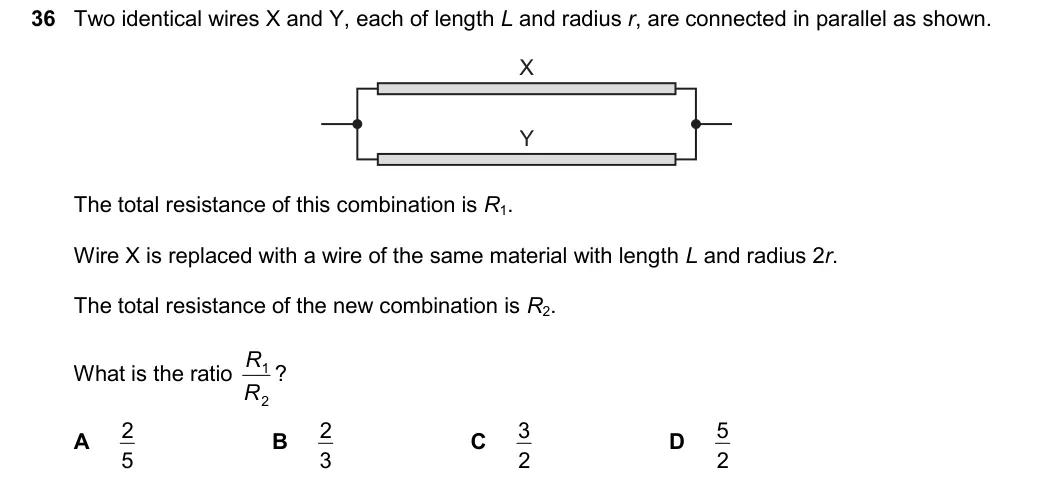 36 Two identical wires X and Y, each of length L and radius r, are connected in parallel as shown.
X
Y
The total resistance of this combination is R₁.
Wire X is replaced with a wire of the same material with length L and radius 2r.
The total resistance of the new combination is R₂.
What is the ratio R₁/R₂?
A 2/5 B 2/3 C 3/2 D 5/2